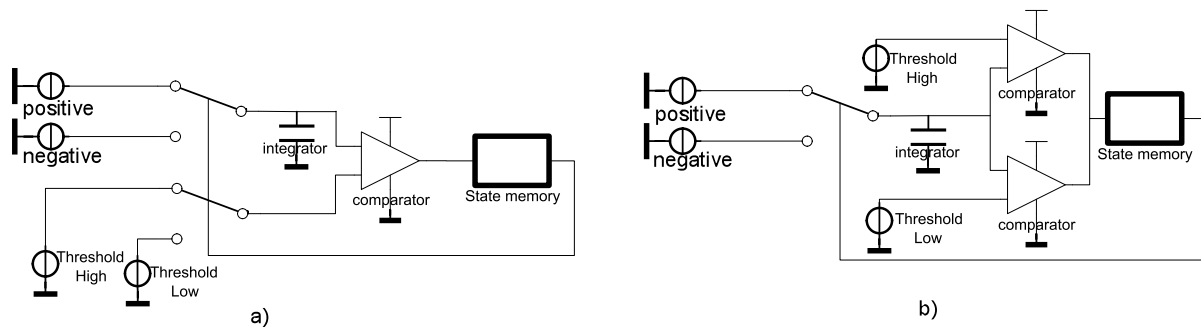 positive
negative
integrator
comparator
State memory
Threshold
High
Threshold
Low
a)
Threshold
High
comparator
positive
negative
integrator
State memory
Threshold
Low
comparator
b)